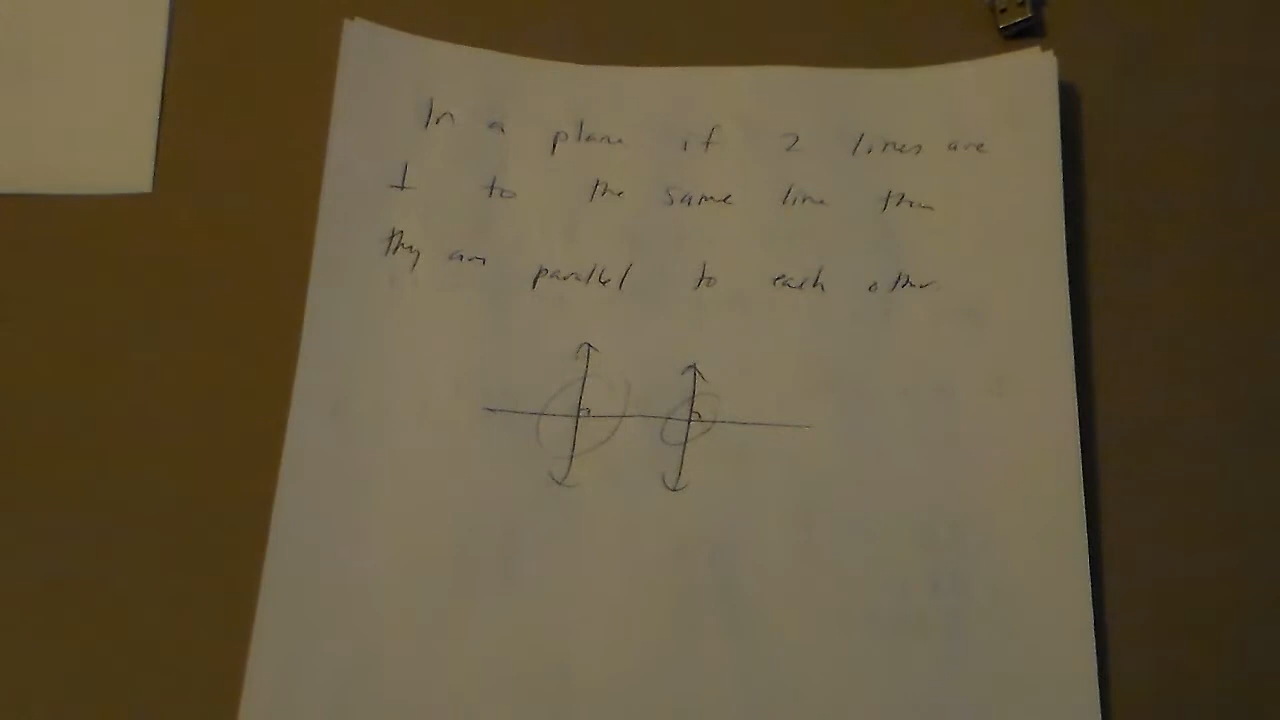 In a plane if 2 lines are
⊥ to the same line then
they are parallel to each other